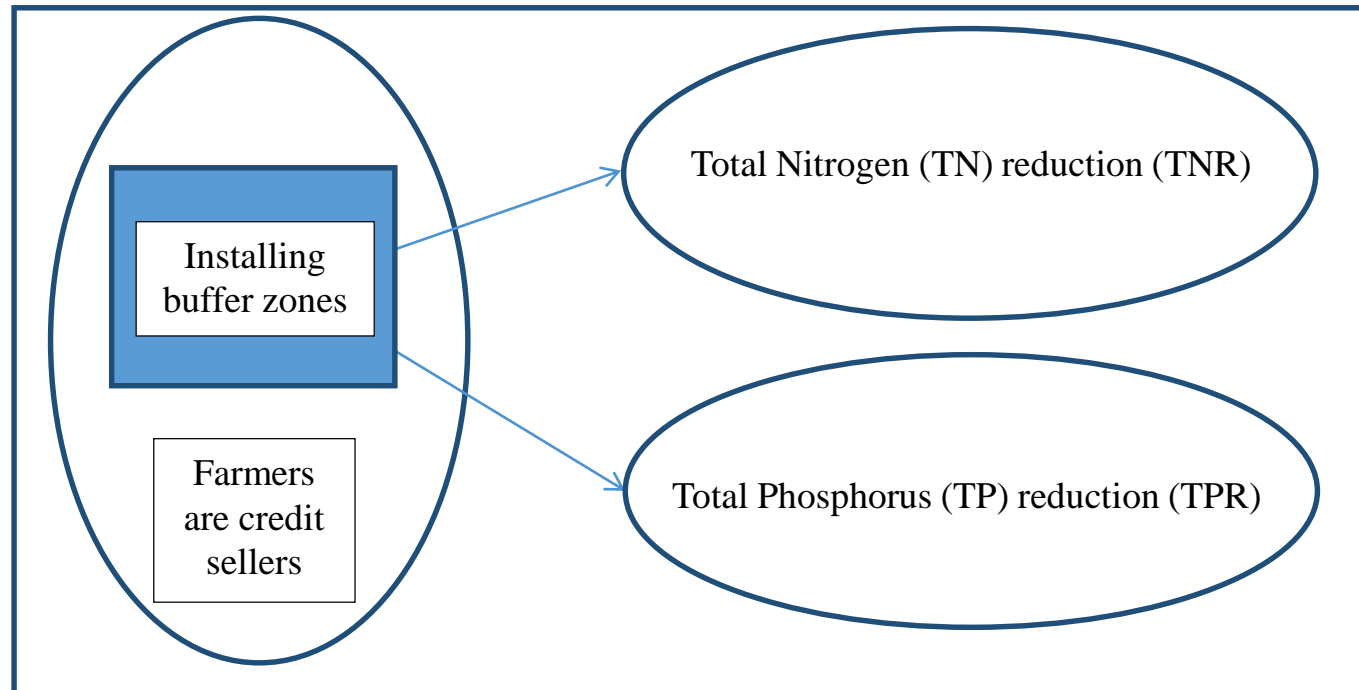 Installing
buffer zones
Farmers
are credit
sellers
Total Nitrogen (TN) reduction (TNR)
Total Phosphorus (TP) reduction (TPR)